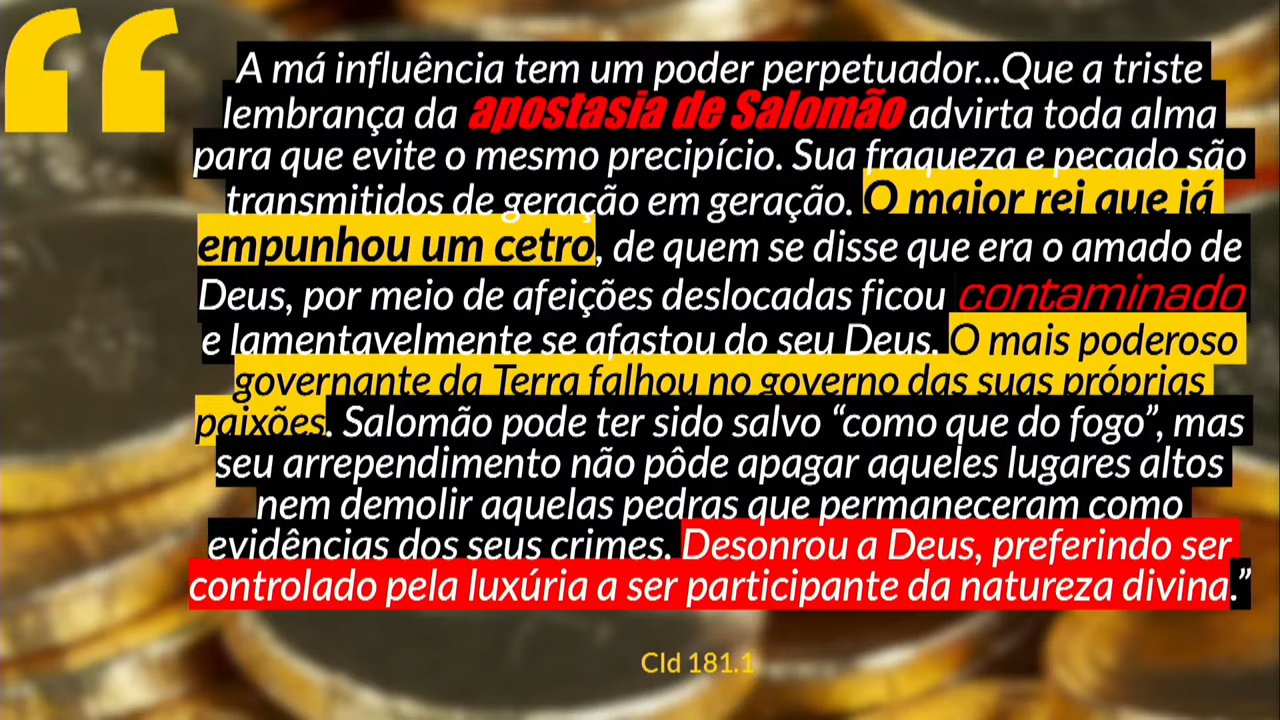 “
A má influência tem um poder perpetuador...Que a triste
lembrança da apostasia de Salomão advirta toda alma
para que evite o mesmo precipício. Sua fraqueza e pecado são
transmitidos de geração em geração. O maior rei que já
empunhou um cetro, de quem se disse que era o amado de
Deus, por meio de afeições deslocadas ficou contaminado
e lamentavelmente se afastou do seu Deus. O mais poderoso
governante da Terra falhou no governo das suas próprias
paixões. Salomão pode ter sido salvo “como que do fogo”, mas
seu arrependimento não pôde apagar aqueles lugares altos
nem demolir aquelas pedras que permaneceram como
evidências dos seus crimes. Desonrou a Deus, preferindo ser
controlado pela luxúria a ser participante da natureza divina.”
CId 181.1